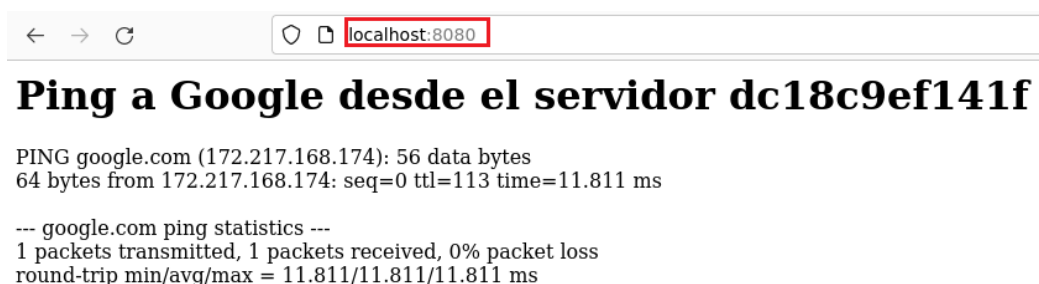 localhost:8080
Ping a Google desde el servidor dc18c9ef141f
PING google.com (172.217.168.174): 56 data bytes
64 bytes from 172.217.168.174: seq=0 ttl=113 time=11.811 ms
--- google.com ping statistics ---
1 packets transmitted, 1 packets received, 0% packet loss
round-trip min/avg/max = 11.811/11.811/11.811 ms